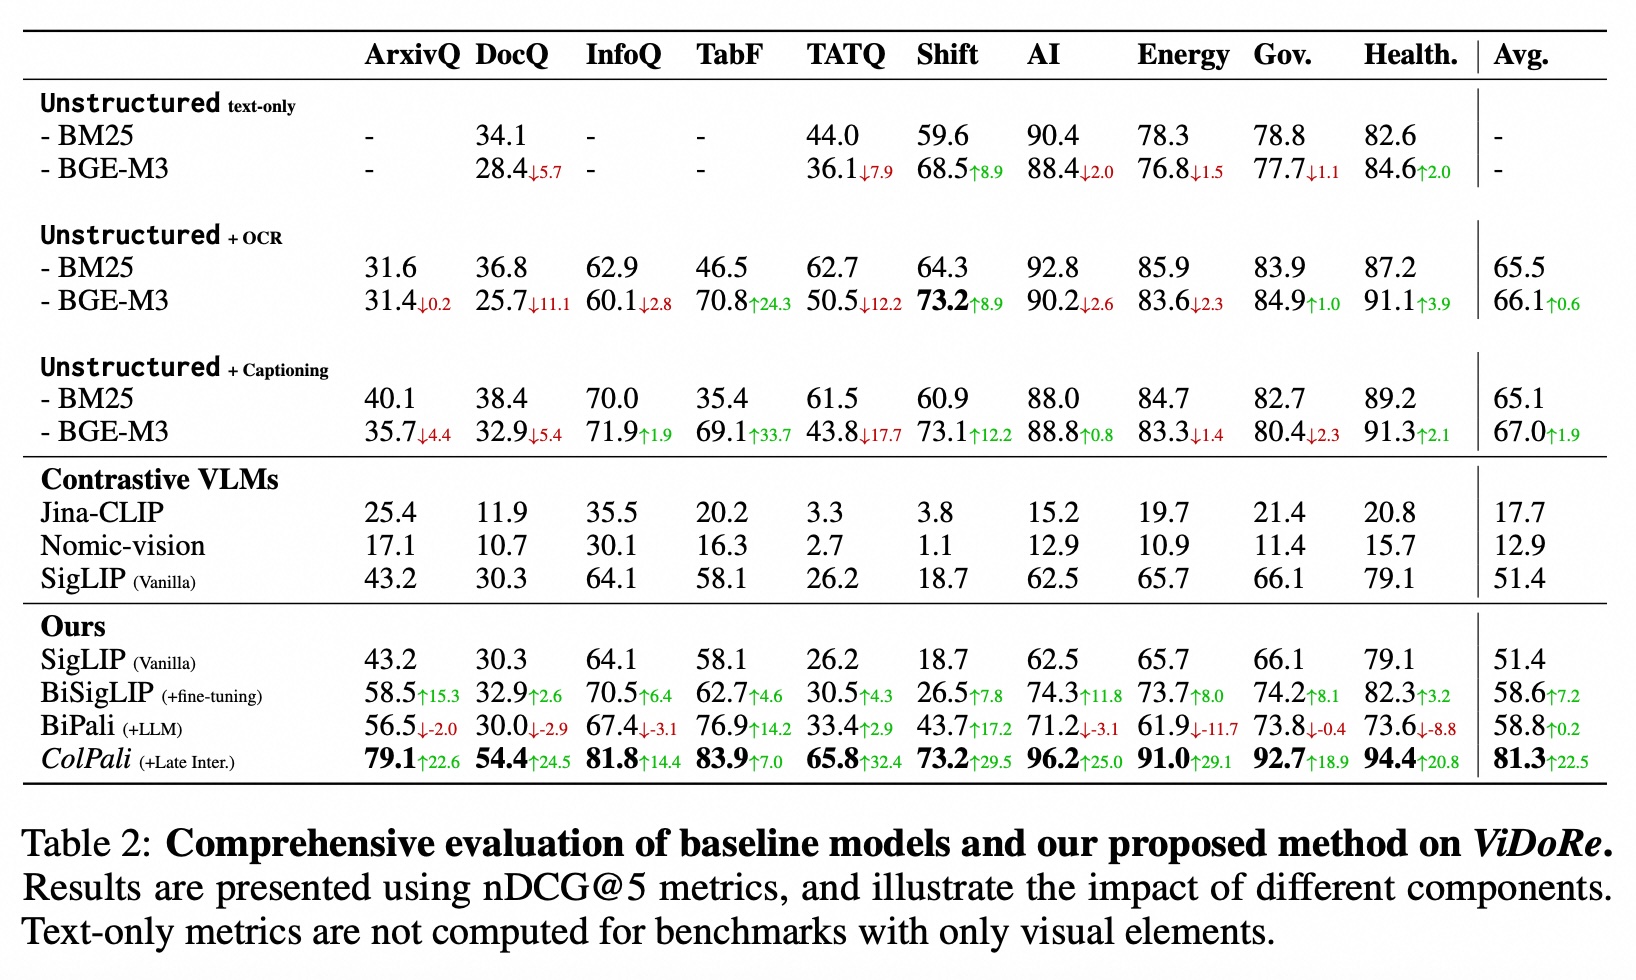 ArxivQ DocQ InfoQ TabF TATQ Shift AI Energy Gov. Health. Avg.
Unstructured text-only
- BM25 - 34.1 - - 44.0 59.6 90.4 78.3 78.8 82.6 -
- BGE-M3 - 28.4↓5.7 - - 36.1↓7.9 68.5↑8.9 88.4↓2.0 76.8↓1.5 77.7↓1.1 84.6↑2.0 -
Unstructured + OCR
- BM25 31.6 36.8 62.9 46.5 62.7 64.3 92.8 85.9 83.9 87.2 65.5
- BGE-M3 31.4↓0.2 25.7↓11.1 60.1↓2.8 70.8↑24.3 50.5↓12.2 73.2↑8.9 90.2↓2.6 83.6↓2.3 84.9↑1.0 91.1↑3.9 66.1↑0.6
Unstructured + Captioning
- BM25 40.1 38.4 70.0 35.4 61.5 60.9 88.0 84.7 82.7 89.2 65.1
- BGE-M3 35.7↓4.4 32.9↓5.4 71.9↑1.9 69.1↑33.7 43.8↓17.7 73.1↑12.2 88.8↑0.8 83.3↓1.4 80.4↓2.3 91.3↑2.1 67.0↑1.9
Contrastive VLMs
Jina-CLIP 25.4 11.9 35.5 20.2 3.3 3.8 15.2 19.7 21.4 20.8 17.7
Nomic-vision 17.1 10.7 30.1 16.3 2.7 1.1 12.9 10.9 11.4 15.7 12.9
SigLIP (Vanilla) 43.2 30.3 64.1 58.1 26.2 18.7 62.5 65.7 66.1 79.1 51.4
Ours
SigLIP (Vanilla) 43.2 30.3 64.1 58.1 26.2 18.7 62.5 65.7 66.1 79.1 51.4
BiSigLIP (+fine-tuning) 58.5↑15.3 32.9↑2.6 70.5↑6.4 62.7↑4.6 30.5↑4.3 26.5↑7.8 74.3↑11.8 73.7↑8.0 74.2↑8.1 82.3↑3.2 58.6↑7.2
BiPali (+LLM) 56.5↓-2.0 30.0↓-2.9 67.4↓-3.1 76.9↑14.2 33.4↑2.9 43.7↑17.2 71.2↓-3.1 61.9↓-11.7 73.8↓-0.4 73.6↓-8.8 58.8↑0.2
ColPali (+Late Inter.) 79.1↑22.6 54.4↑24.5 81.8↑14.4 83.9↑7.0 65.8↑32.4 73.2↑29.5 96.2↑25.0 91.0↑29.1 92.7↑18.9 94.4↑20.8 81.3↑22.5
Table 2: Comprehensive evaluation of baseline models and our proposed method on ViDoRe.
Results are presented using nDCG@5 metrics, and illustrate the impact of different components.
Text-only metrics are not computed for benchmarks with only visual elements.